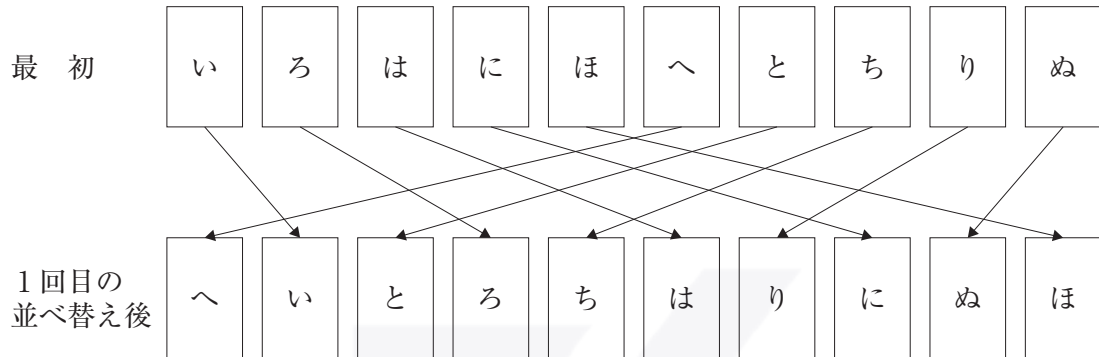 最　初　い　ろ　は　に　ほ　へ　と　ち　り　ぬ
１回目の
並べ替え後　へ　い　と　ろ　ち　は　り　に　ぬ　ほ